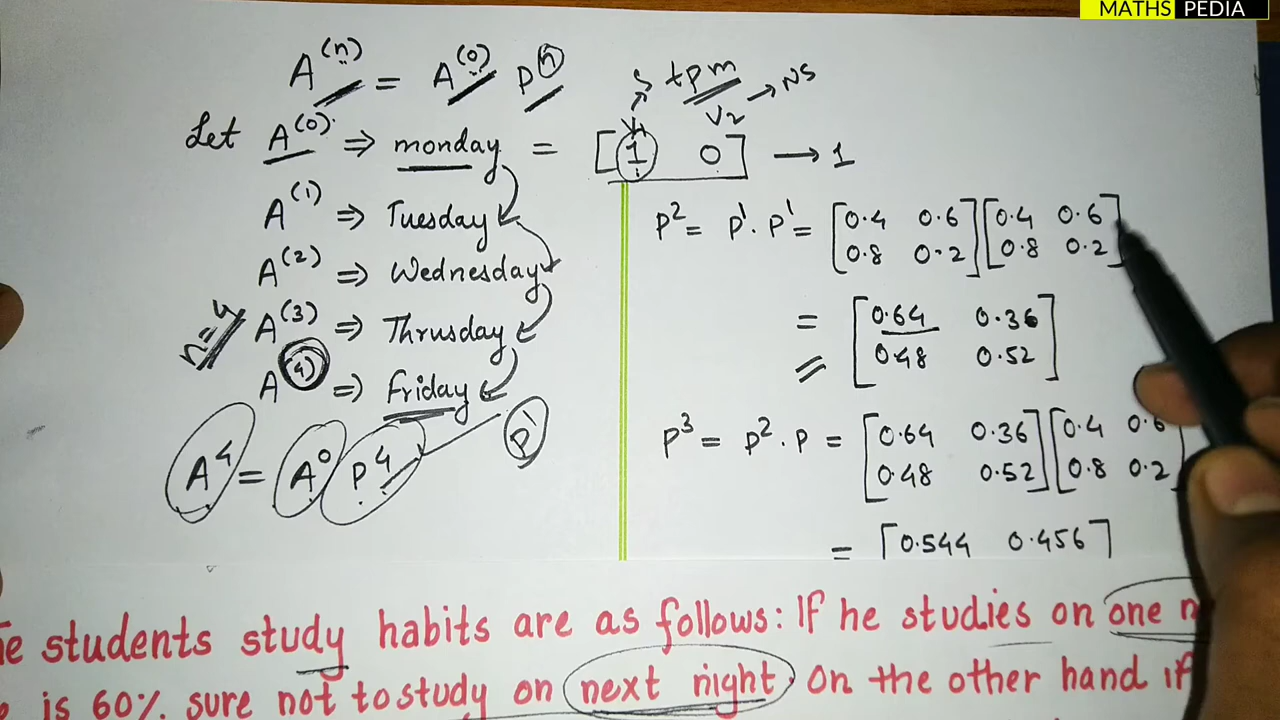 MATHS PEDIA
A^(n) = A^(0) P^(n)
tpm
S
NS
Let A^(0) ⇒ monday = [1 0] → 1
A^(1) ⇒ Tuesday
A^(2) ⇒ Wednesday
n=4 A^(3) ⇒ Thrusday
A^(4) ⇒ Friday
A^4 = A^0 P^4
P^1
P^2 = P^1 . P^1 = [0.4 0.6 [0.4 0.6
0.8 0.2] 0.8 0.2]
= [0.64 0.36
0.48 0.52]
P^3 = P^2 . P = [0.64 0.36 [0.4 0.6
0.48 0.52] 0.8 0.2]
= [0.544 0.456]
students study habits are as follows: If he studies on one
is 60% sure not to study on next night. On the other hand if